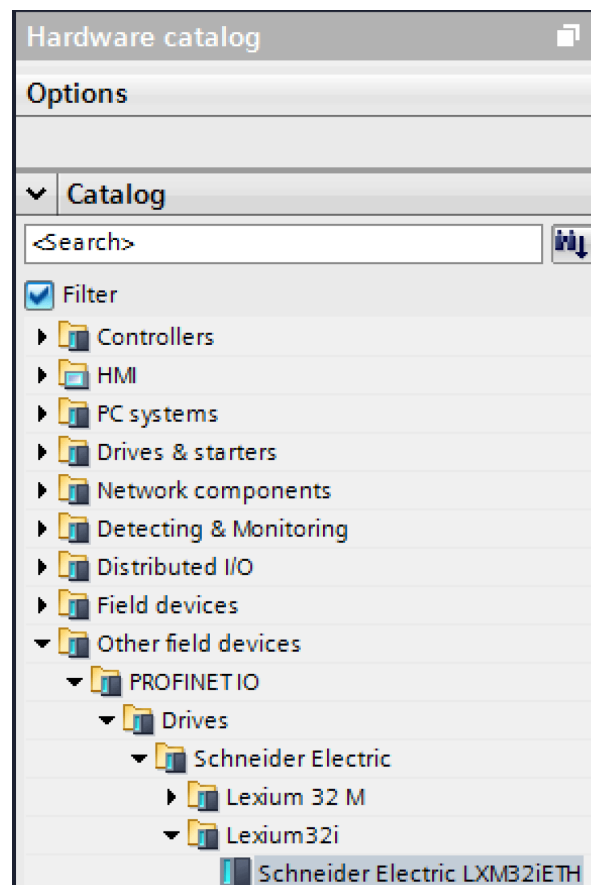 Hardware catalog
Options
Catalog
<Search>
Filter
Controllers
HMI
PC systems
Drives & starters
Network components
Detecting & Monitoring
Distributed I/O
Field devices
Other field devices
PROFINET IO
Drives
Schneider Electric
Lexium 32 M
Lexium32i
Schneider Electric LXM32iETH